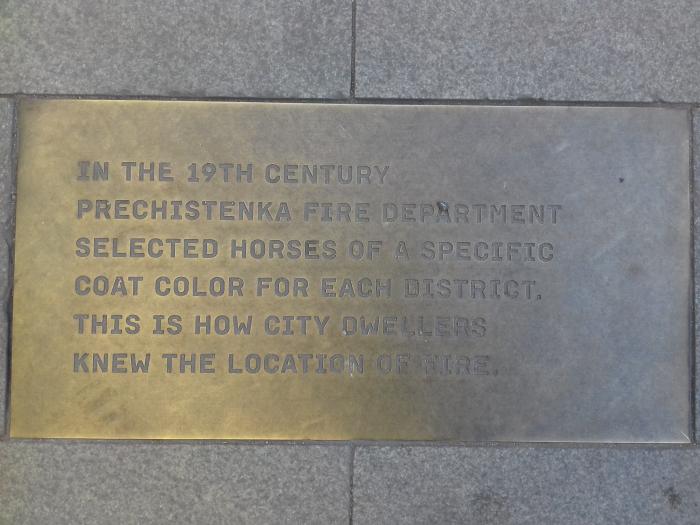 IN THE 19TH CENTURY
PRECHISTENKA FIRE DEPARTMENT
SELECTED HORSES OF A SPECIFIC
COAT COLOR FOR EACH DISTRICT.
THIS IS HOW CITY DWELLERS
KNEW THE LOCATION OF FIRE.